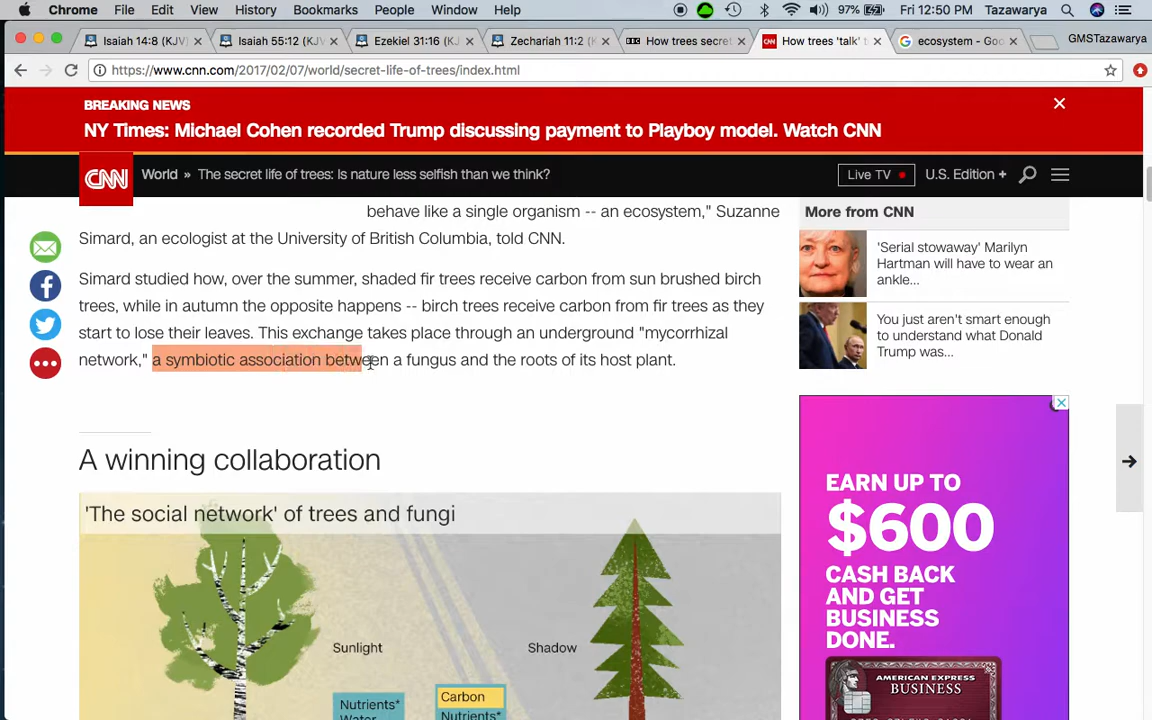 Chrome File Edit View History Bookmarks People Window Help 97% Fri 12:50 PM Tazawarya
Isaiah 14:8 (KJV) Isaiah 55:12 (KJV Ezekiel 31:16 (KJV Zechariah 11:2 (K How trees secret How trees 'talk' t ecosystem - Goo GMSTazawarya
https://www.cnn.com/2017/02/07/world/secret-life-of-trees/index.html
BREAKING NEWS
NY Times: Michael Cohen recorded Trump discussing payment to Playboy model. Watch CNN
CNN World » The secret life of trees: Is nature less selfish than we think? Live TV U.S. Edition +
behave like a single organism -- an ecosystem," Suzanne
Simard, an ecologist at the University of British Columbia, told CNN.
Simard studied how, over the summer, shaded fir trees receive carbon from sun brushed birch
trees, while in autumn the opposite happens -- birch trees receive carbon from fir trees as they
start to lose their leaves. This exchange takes place through an underground "mycorrhizal
network," a symbiotic association between a fungus and the roots of its host plant.
A winning collaboration
'The social network' of trees and fungi
Sunlight Shadow
Carbon
Nutrients*
Water
Nutrients*
More from CNN
'Serial stowaway' Marilyn
Hartman will have to wear an
ankle...
You just aren't smart enough
to understand what Donald
Trump was...
EARN UP TO
$600
CASH BACK
AND GET
BUSINESS
DONE.
AMERICAN EXPRESS
BUSINESS